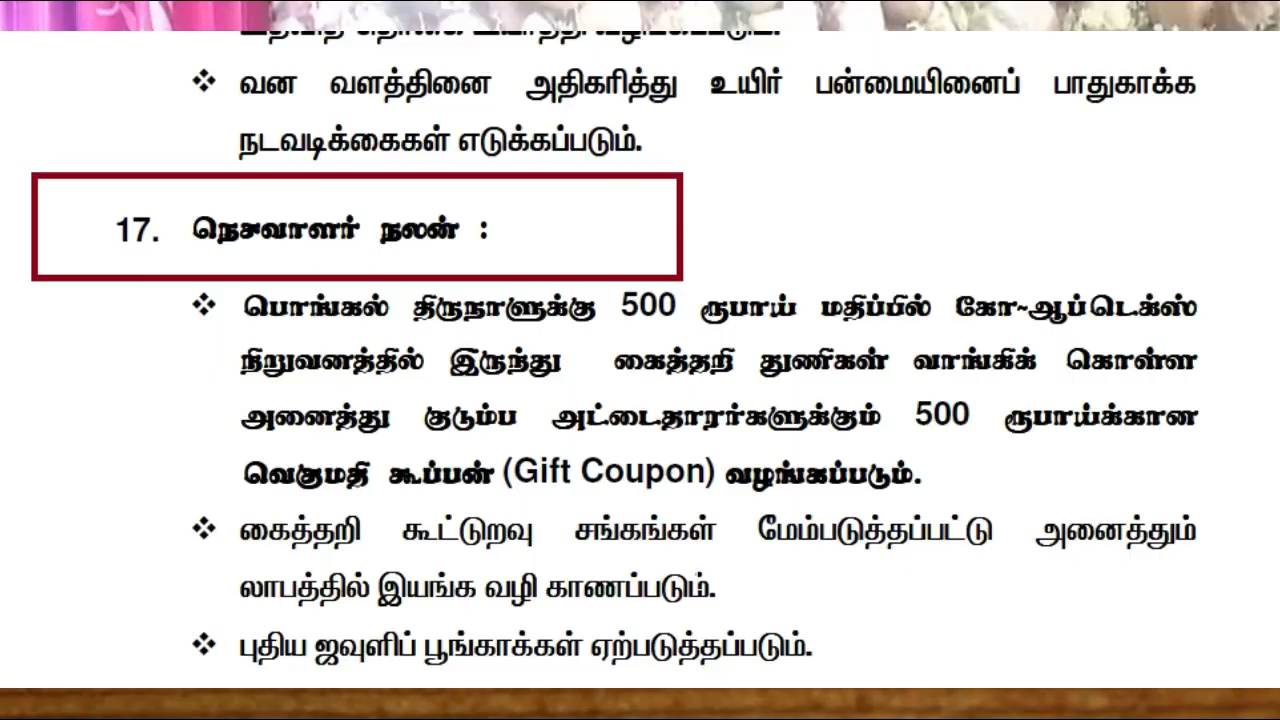 ❖ வன வளத்தினை அதிகரித்து உயிர் பன்மையினைப் பாதுகாக்க
நடவடிக்கைகள் எடுக்கப்படும்.
17. நெசவாளர் நலன் :
❖ பொங்கல் திருநாளுக்கு 500 ரூபாய் மதிப்பில் கோ-ஆப்டெக்ஸ்
நிறுவனத்தில் இருந்து கைத்தறி துணிகள் வாங்கிக் கொள்ள
அனைத்து குடும்ப அட்டைதாரர்களுக்கும் 500 ரூபாய்க்கான
வெகுமதி கூப்பன் (Gift Coupon) வழங்கப்படும்.
❖ கைத்தறி கூட்டுறவு சங்கங்கள் மேம்படுத்தப்பட்டு அனைத்தும்
லாபத்தில் இயங்க வழி காணப்படும்.
❖ புதிய ஜவுளிப் பூங்காக்கள் ஏற்படுத்தப்படும்.